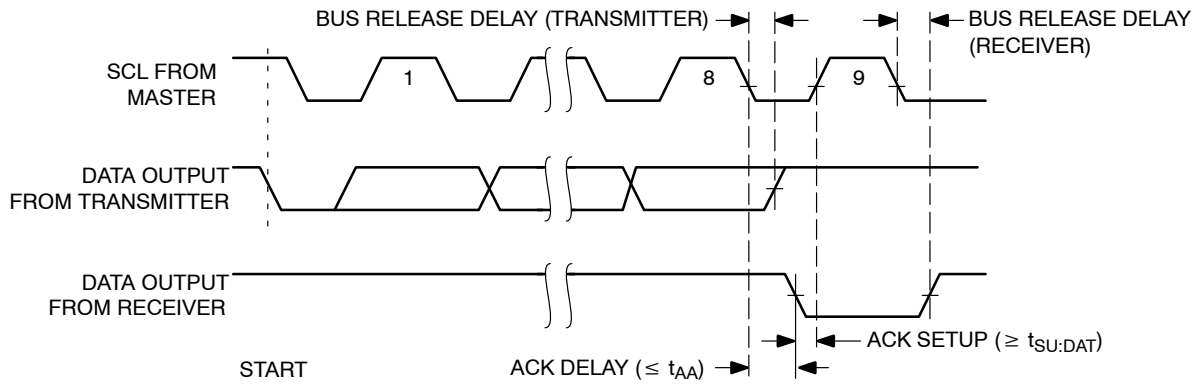 BUS RELEASE DELAY (TRANSMITTER)
BUS RELEASE DELAY
(RECEIVER)
SCL FROM
MASTER
1
8
9
DATA OUTPUT
FROM TRANSMITTER
DATA OUTPUT
FROM RECEIVER
START
ACK DELAY (≤ tAA)
ACK SETUP (≥ tSU:DAT)